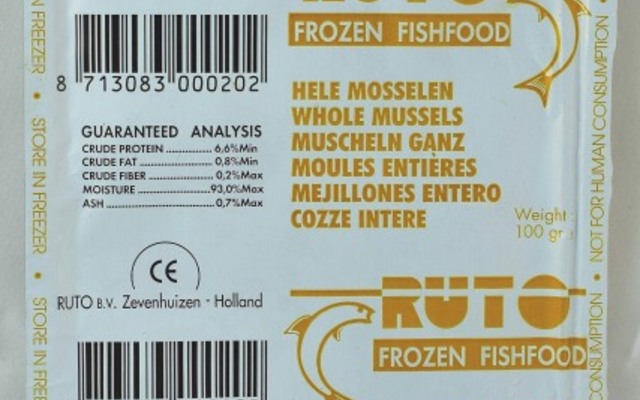 RUTO
FROZEN FISHFOOD
8 713083 000202
HELE MOSSELEN
WHOLE MUSSELS
MUSCHELN GANZ
MOULES ENTIÈRES
MEJILLONES ENTERO
COZZE INTERE
GUARANTEED ANALYSIS
CRUDE PROTEIN ................ 6,6%Min
CRUDE FAT ...................... 0,8%Min
CRUDE FIBER .................... 0,2%Max
MOISTURE ...................... 93,0%Max
ASH ............................ 0,7%Max
Weight :
100 gr
CE
RUTO B.V. Zevenhuizen - Holland
RUTO
FROZEN FISHFOOD
FREEZER • STORE IN FREEZER • STORE IN FREE
CONSUMPTION • NOT FOR HUMAN CONSUMPTION •